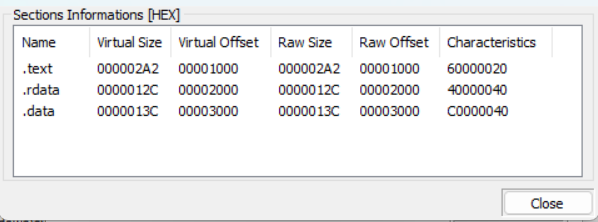 Sections Informations [HEX]
Name Virtual Size Virtual Offset Raw Size Raw Offset Characteristics
.text 000002A2 00001000 000002A2 00001000 60000020
.rdata 0000012C 00002000 0000012C 00002000 40000040
.data 0000013C 00003000 0000013C 00003000 C0000040
Close